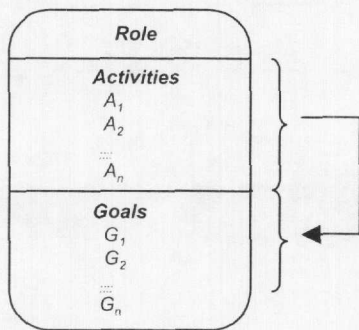 Role
Activities
A₁
A₂
....
Aₙ
Goals
G₁
G₂
....
Gₙ